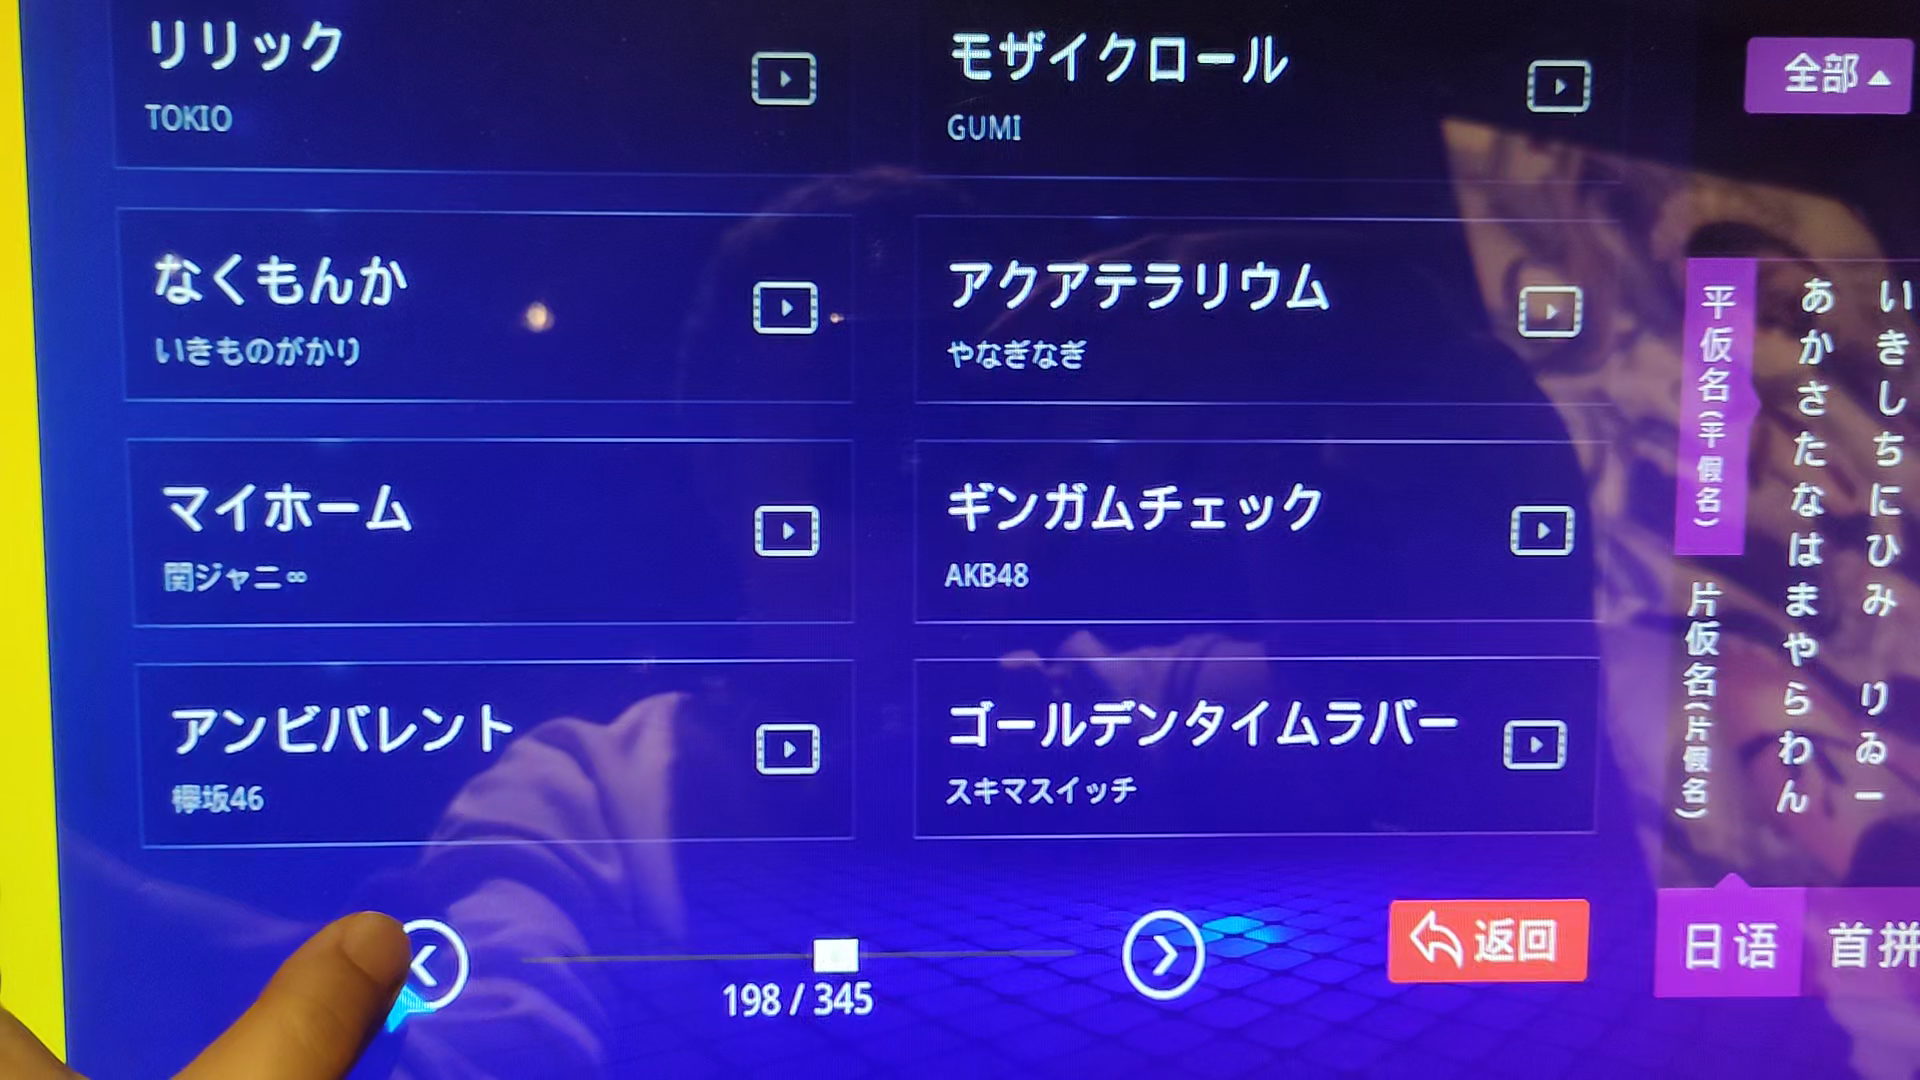 リリック
TOKIO
モザイクロール
GUMI
全部▲
なくもんか
いきものがかり
アクアテラリウム
やなぎなぎ
マイホーム
関ジャニ∞
ギンガムチェック
AKB48
アンビバレント
欅坂46
ゴールデンタイムラバー
スキマスイッチ
平仮名(平假名)
片仮名(片假名)
あかさたなはまやらわん
いきしちにひみ りゐー
198 / 345
返回
日语
首拼